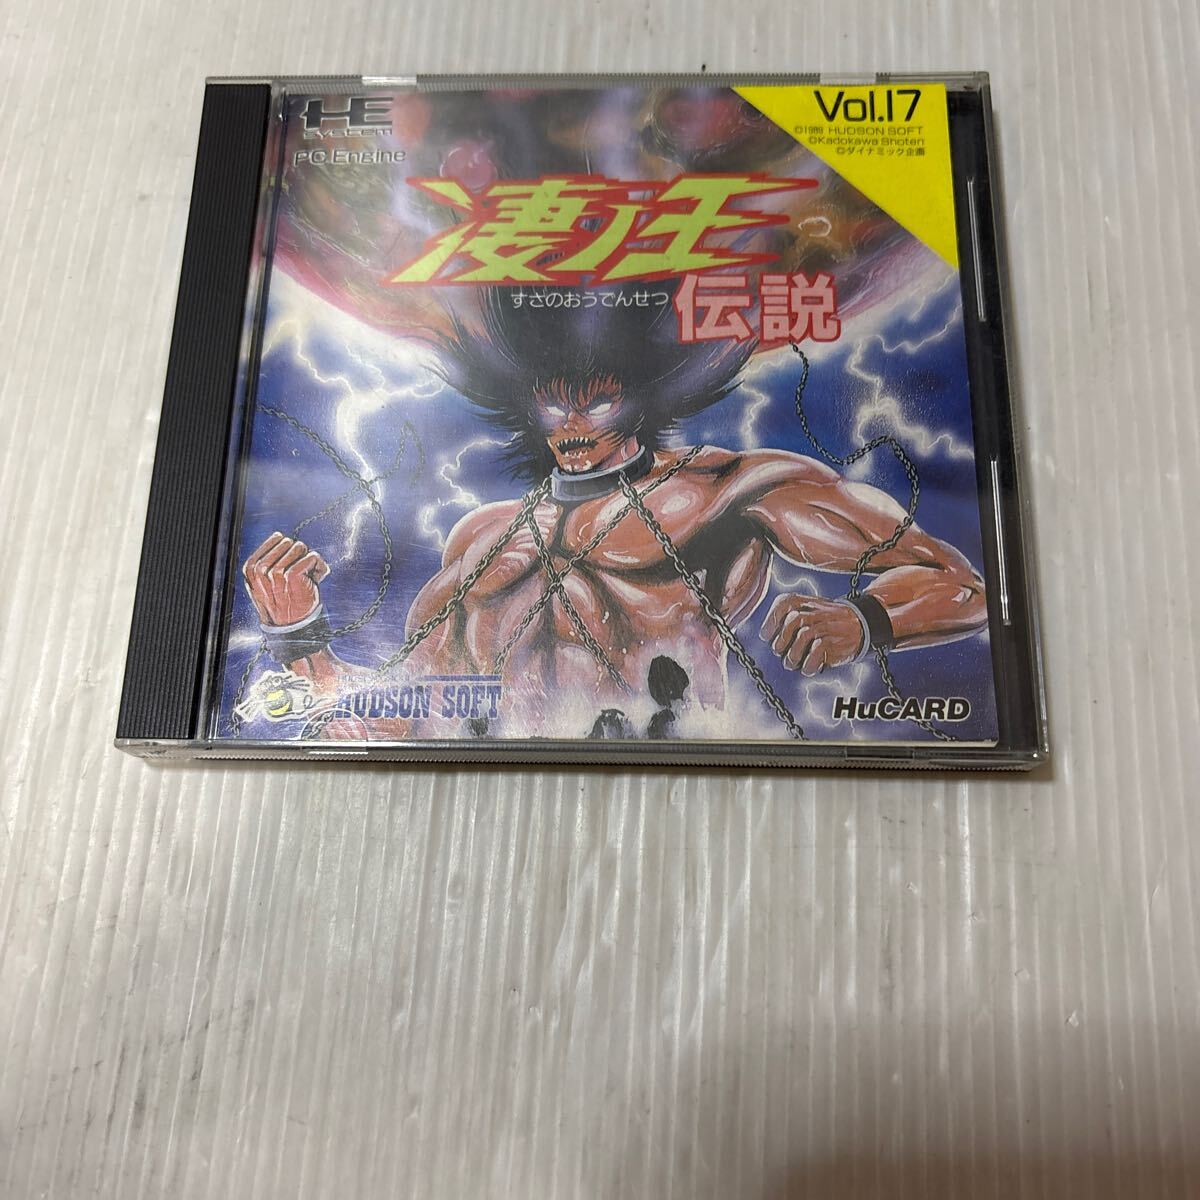 HE
SYSTEM
PC Engine
Vol.17
©1989 HUDSON SOFT
©Kadokawa Shoten
©ダイナミック企画
凄ノ王
すさのおうでんせつ
伝説
HUDSON SOFT
HuCARD